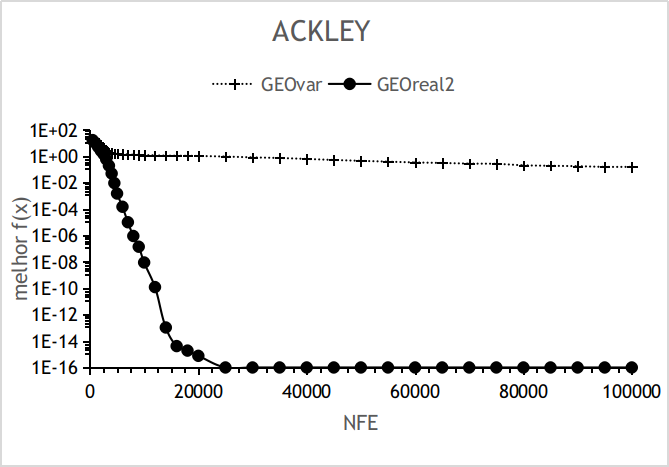 ACKLEY
GEOvar GEOreal2
1E+02
1E+00
1E-02
1E-04
1E-06
1E-08
1E-10
1E-12
1E-14
1E-16
melhor f(x)
0 20000 40000 60000 80000 100000
NFE